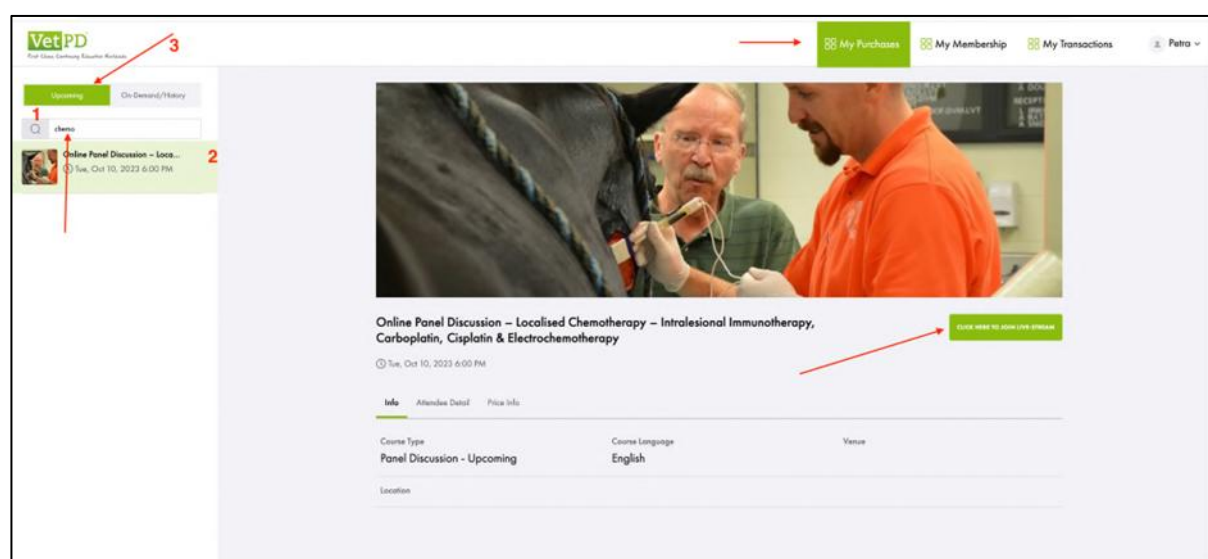 VetPD
First Class Continuing Education Horizons
3
My Purchases
My Membership
My Transactions
Petra
Upcoming
On-Demand/History
1
chemo
Online Panel Discussion – Loca...
Tue, Oct 10, 2023 6:00 PM
2
Online Panel Discussion – Localised Chemotherapy – Intralesional Immunotherapy,
Carboplatin, Cisplatin & Electrochemotherapy
CLICK HERE TO JOIN LIVE-STREAM
Tue, Oct 10, 2023 6:00 PM
Info
Attendee Detail
Price Info
Course Type
Course Language
Venue
Panel Discussion - Upcoming
English
Location